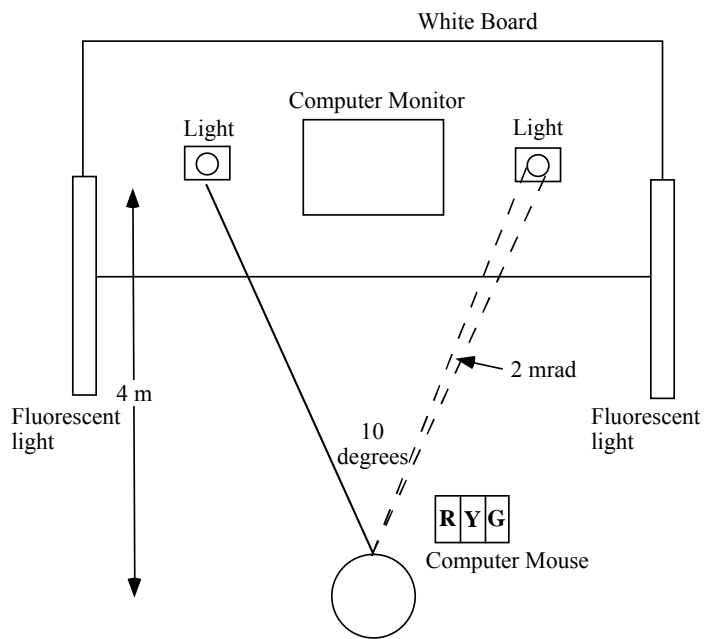 White Board
Computer Monitor
Light
Light
4 m
2 mrad
Fluorescent
light
Fluorescent
light
10
degrees
R Y G
Computer Mouse